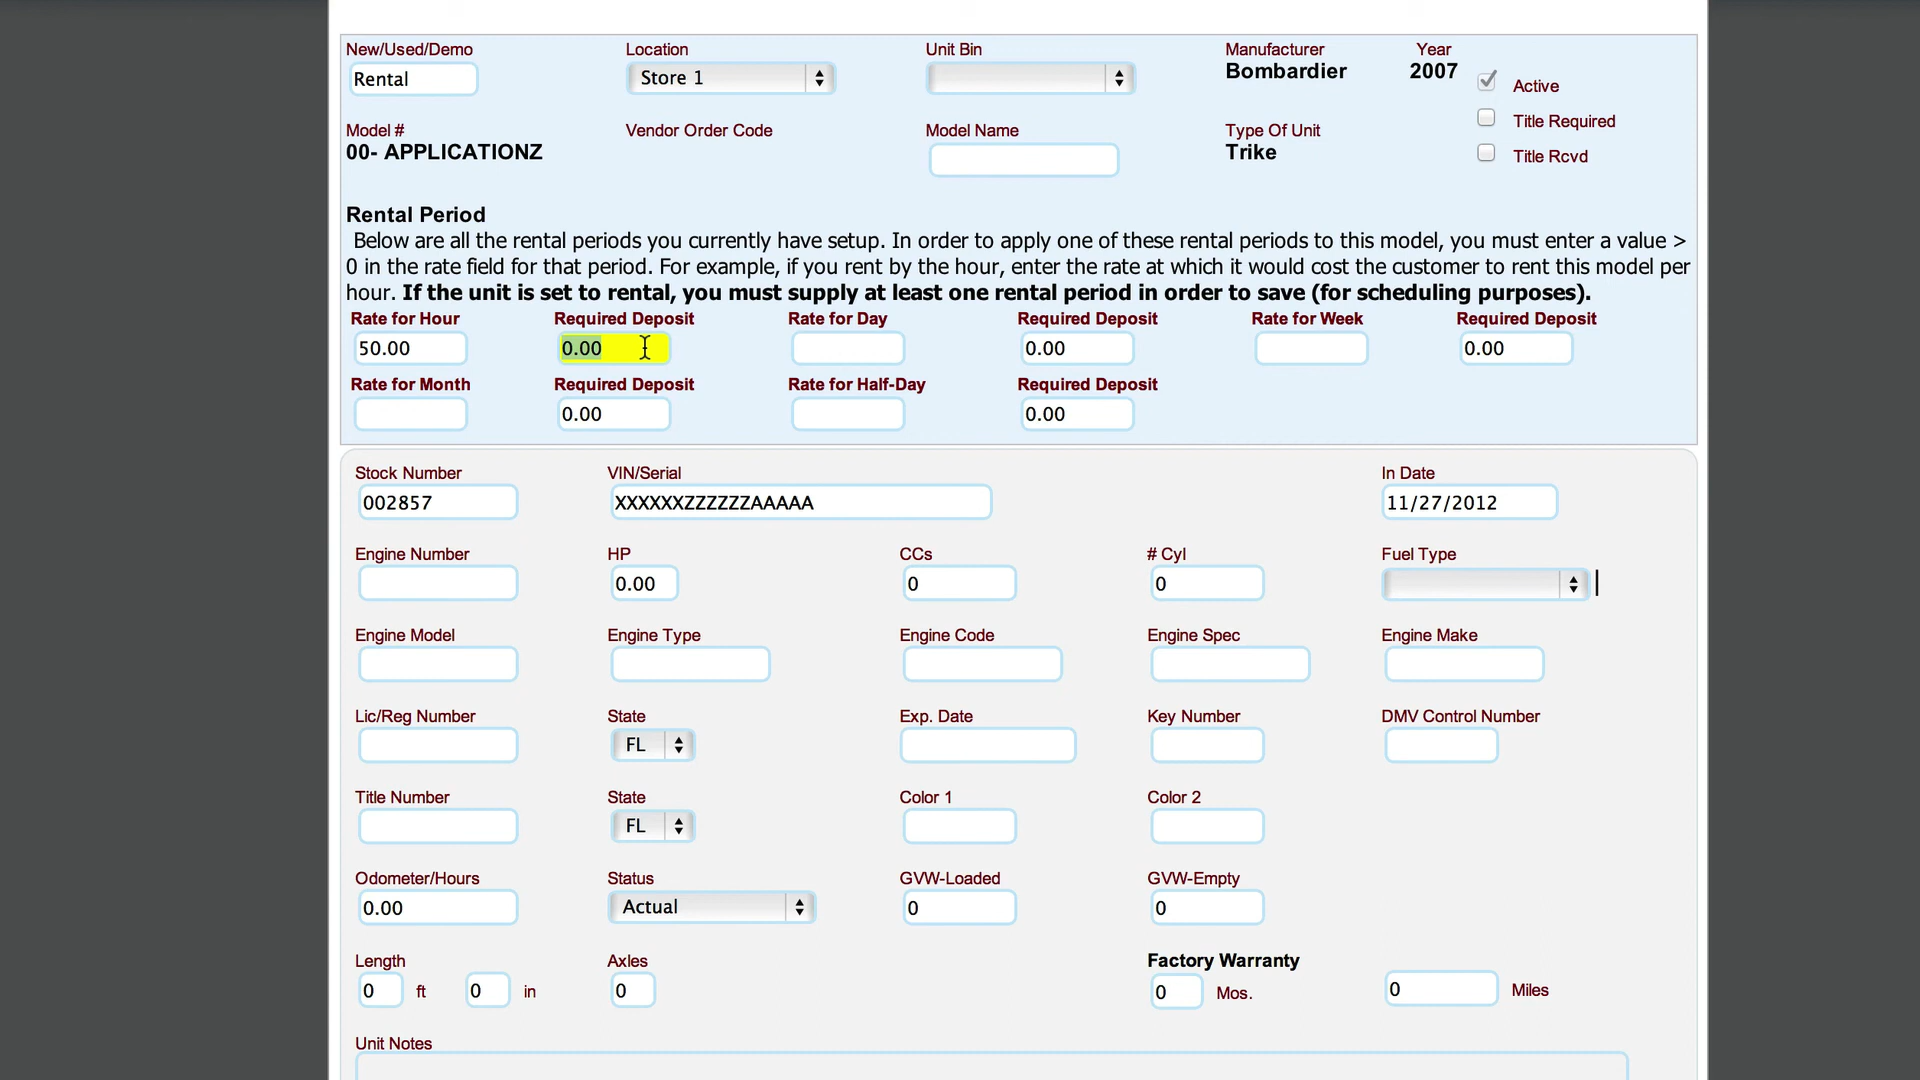 New/Used/Demo Location Unit Bin Manufacturer Year
Rental Store 1 Bombardier 2007 Active
Model # Vendor Order Code Model Name Type Of Unit Title Required
00- APPLICATIONZ Trike Title Rcvd
Rental Period
Below are all the rental periods you currently have setup. In order to apply one of these rental periods to this model, you must enter a value >
0 in the rate field for that period. For example, if you rent by the hour, enter the rate at which it would cost the customer to rent this model per
hour. If the unit is set to rental, you must supply at least one rental period in order to save (for scheduling purposes).
Rate for Hour Required Deposit Rate for Day Required Deposit Rate for Week Required Deposit
50.00 0.00 0.00 0.00
Rate for Month Required Deposit Rate for Half-Day Required Deposit
0.00 0.00
Stock Number VIN/Serial In Date
002857 XXXXXXZZZZZZAAAAA 11/27/2012
Engine Number HP CCs # Cyl Fuel Type
0.00 0 0
Engine Model Engine Type Engine Code Engine Spec Engine Make
Lic/Reg Number State Exp. Date Key Number DMV Control Number
FL
Title Number State Color 1 Color 2
FL
Odometer/Hours Status GVW-Loaded GVW-Empty
0.00 Actual 0 0
Length Axles Factory Warranty
0 ft 0 in 0 0 Mos. 0 Miles
Unit Notes